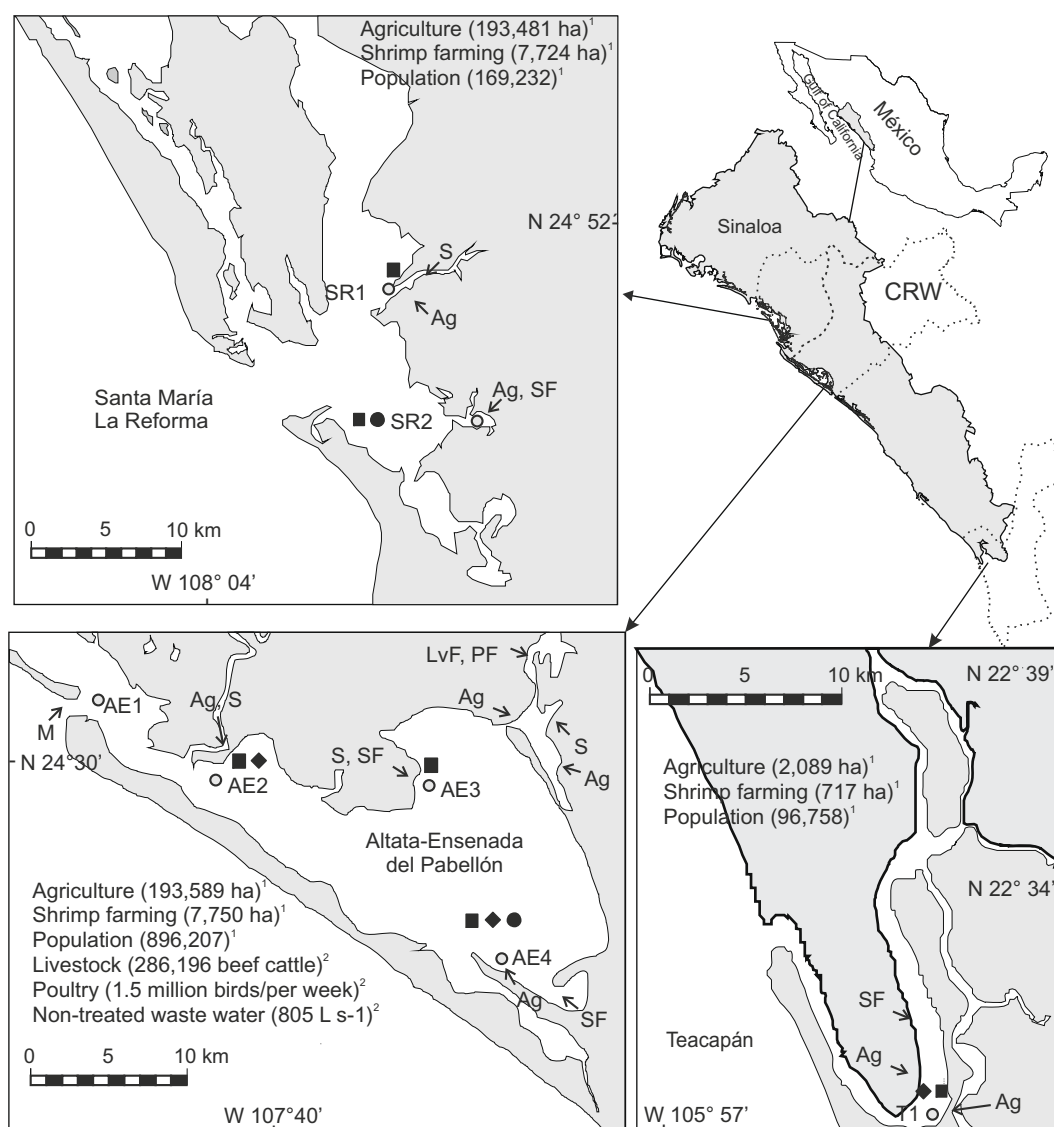 Agriculture (193,481 ha)¹
Shrimp farming (7,724 ha)¹
Population (169,232)¹
N 24° 52'
S
SR1
Ag
Ag, SF
SR2
Santa María
La Reforma
0 5 10 km
W 108° 04'
Gulf of California
México
Sinaloa
CRW
LvF, PF
AE1
Ag, S
Ag
M
S
N 24°30'
S, SF
Ag
AE2
AE3
Altata-Ensenada
del Pabellón
Agriculture (193,589 ha)¹
Shrimp farming (7,750 ha)¹
Population (896,207)¹
Livestock (286,196 beef cattle)²
Poultry (1.5 million birds/per week)²
Non-treated waste water (805 L s-1)²
AE4
Ag
SF
0 5 10 km
W 107°40'
0 5 10 km
N 22° 39'
Agriculture (2,089 ha)¹
Shrimp farming (717 ha)¹
Population (96,758)¹
N 22° 34'
SF
Teacapán
Ag
T1
Ag
W 105° 57'